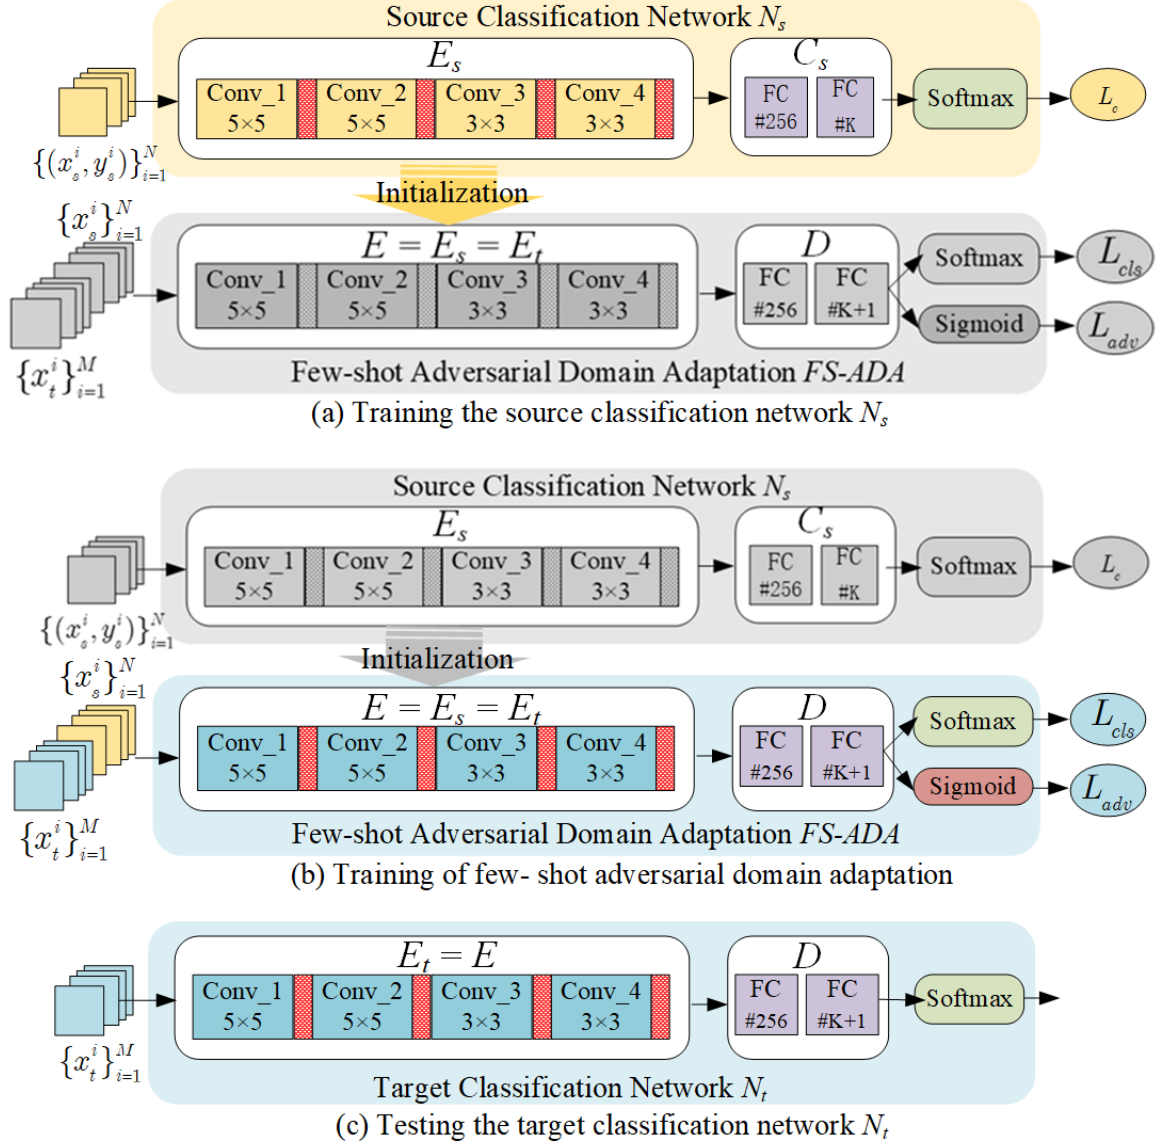 Source Classification Network N_s
E_s
C_s
Conv_1 5×5 Conv_2 5×5 Conv_3 3×3 Conv_4 3×3
FC #256 FC #K
Softmax
L_c
{(x_s^i, y_s^i)}_{i=1}^N
Initialization
{x_s^i}_{i=1}^N
E = E_s = E_t
D
Conv_1 5×5 Conv_2 5×5 Conv_3 3×3 Conv_4 3×3
FC #256 FC #K+1
Softmax
L_cls
Sigmoid
L_adv
{x_t^i}_{i=1}^M
Few-shot Adversarial Domain Adaptation FS-ADA
(a) Training the source classification network N_s
Source Classification Network N_s
E_s
C_s
Conv_1 5×5 Conv_2 5×5 Conv_3 3×3 Conv_4 3×3
FC #256 FC #K
Softmax
L_c
{(x_s^i, y_s^i)}_{i=1}^N
Initialization
{x_s^i}_{i=1}^N
E = E_s = E_t
D
Conv_1 5×5 Conv_2 5×5 Conv_3 3×3 Conv_4 3×3
FC #256 FC #K+1
Softmax
L_cls
Sigmoid
L_adv
{x_t^i}_{i=1}^M
Few-shot Adversarial Domain Adaptation FS-ADA
(b) Training of few- shot adversarial domain adaptation
E_t = E
D
Conv_1 5×5 Conv_2 5×5 Conv_3 3×3 Conv_4 3×3
FC #256 FC #K+1
Softmax
{x_t^i}_{i=1}^M
Target Classification Network N_t
(c) Testing the target classification network N_t